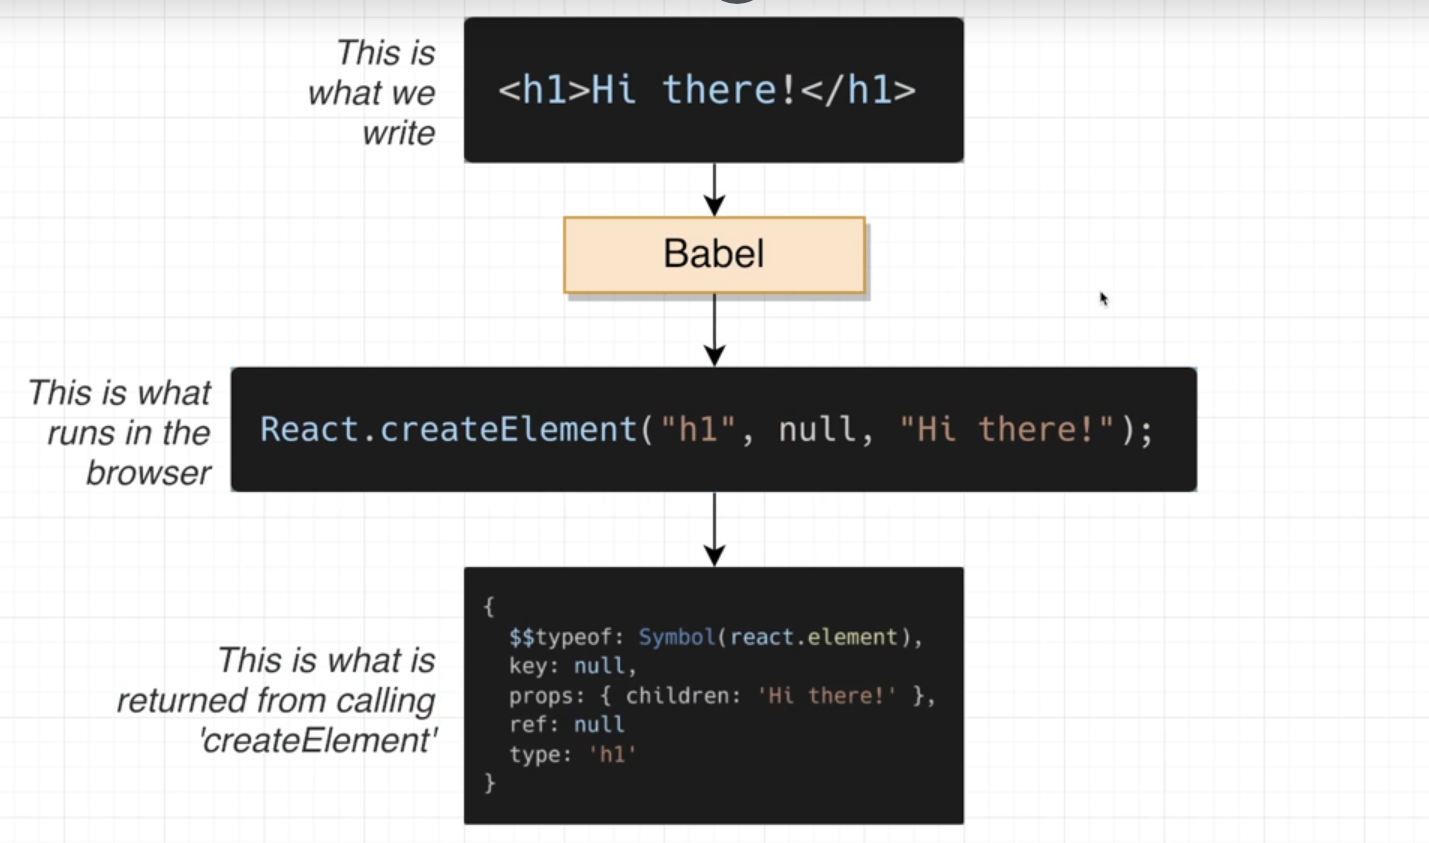 This is
what we
write
<h1>Hi there!</h1>
Babel
This is what
runs in the
browser
React.createElement("h1", null, "Hi there!");
This is what is
returned from calling
'createElement'
{
$$typeof: Symbol(react.element),
key: null,
props: { children: 'Hi there!' },
ref: null
type: 'h1'
}